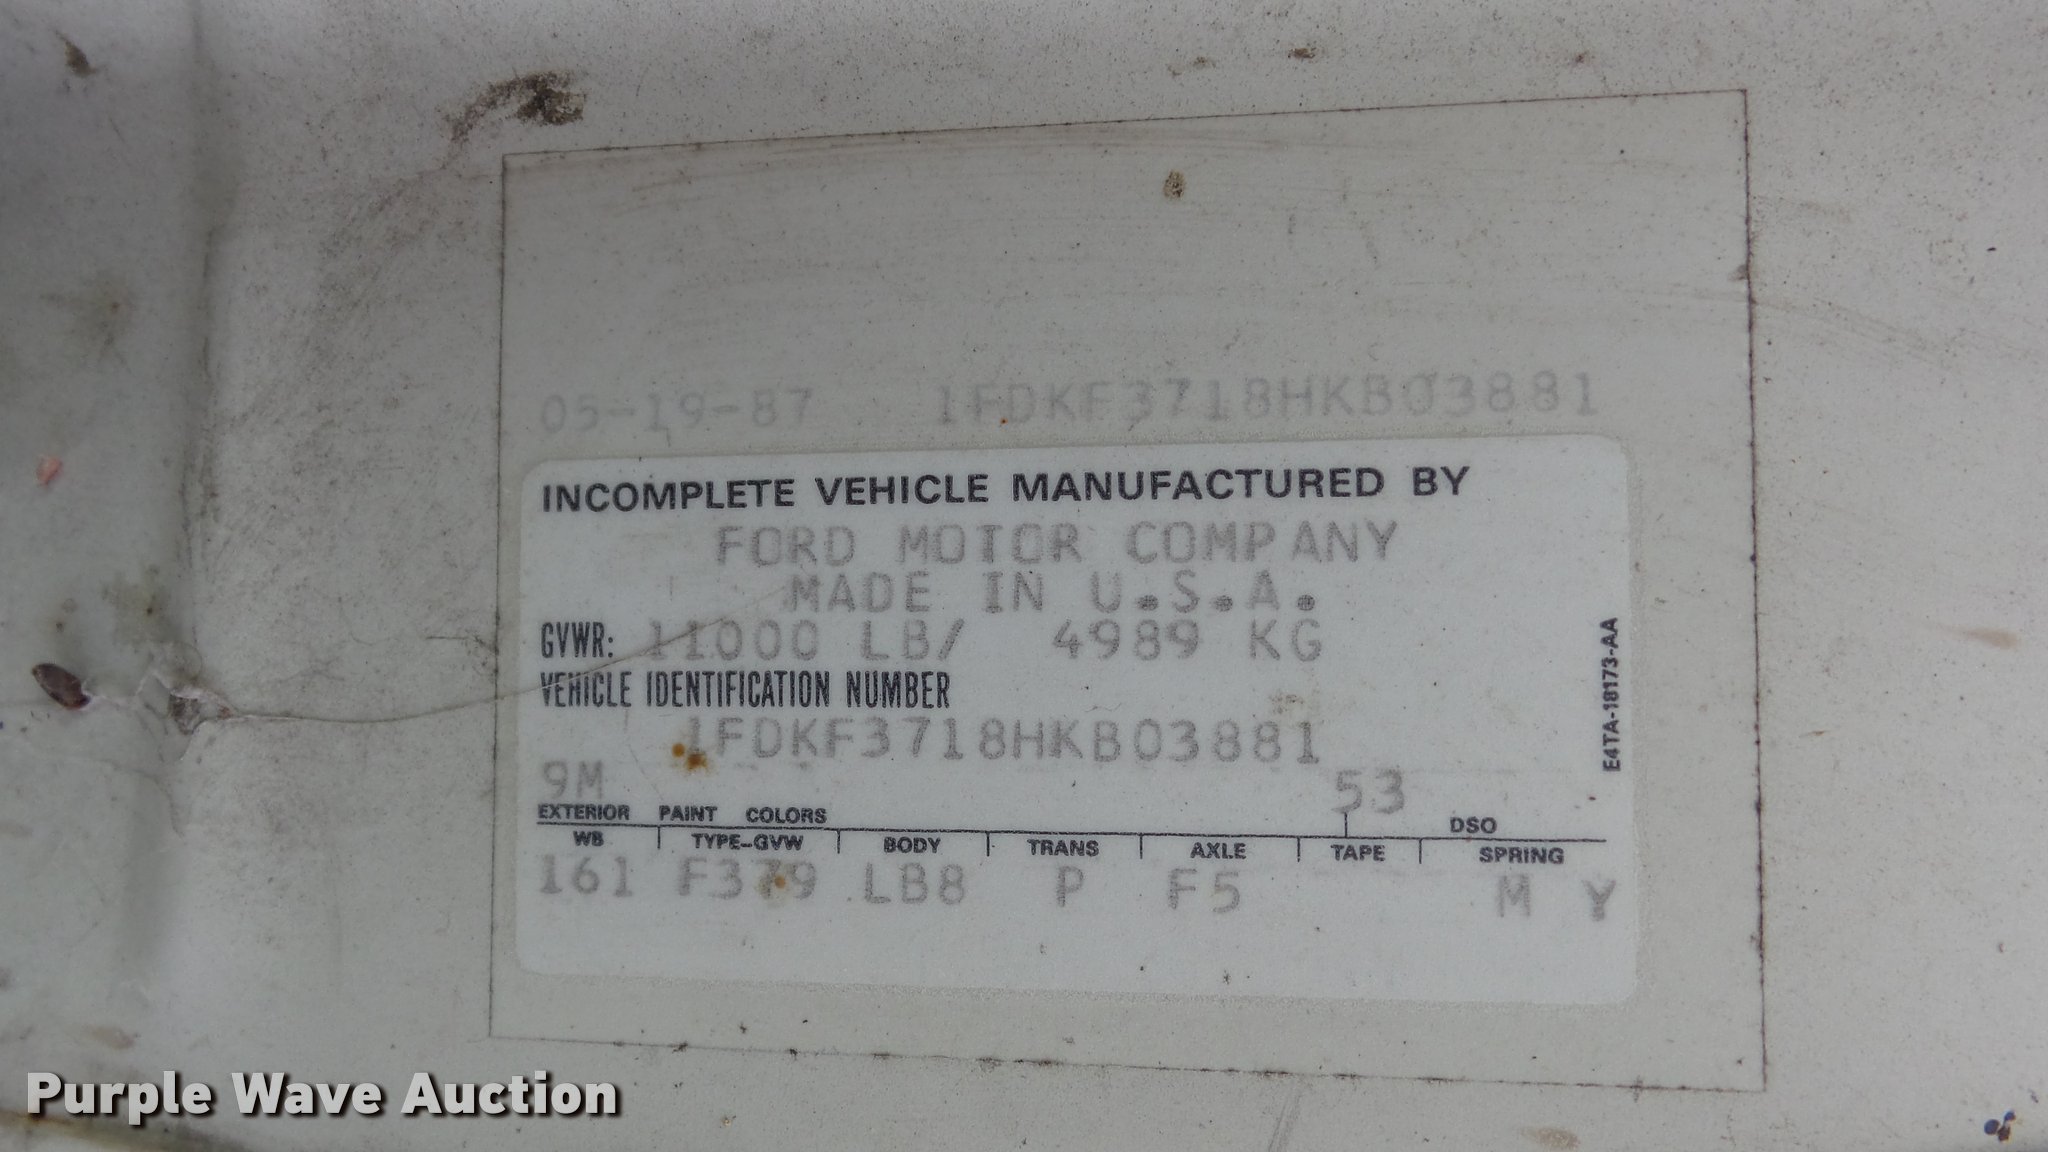 05-19-87 1FDKF3718HKB03881
INCOMPLETE VEHICLE MANUFACTURED BY
FORD MOTOR COMPANY
MADE IN U.S.A.
GVWR: 11000 LB/ 4989 KG
VEHICLE IDENTIFICATION NUMBER
1FDKF3718HKB03881
E4TA-18173-AA
9M 53
EXTERIOR PAINT COLORS DSO
WB TYPE-GVW BODY TRANS AXLE TAPE SPRING
161 F379 LB8 P F5 M Y
Purple Wave Auction